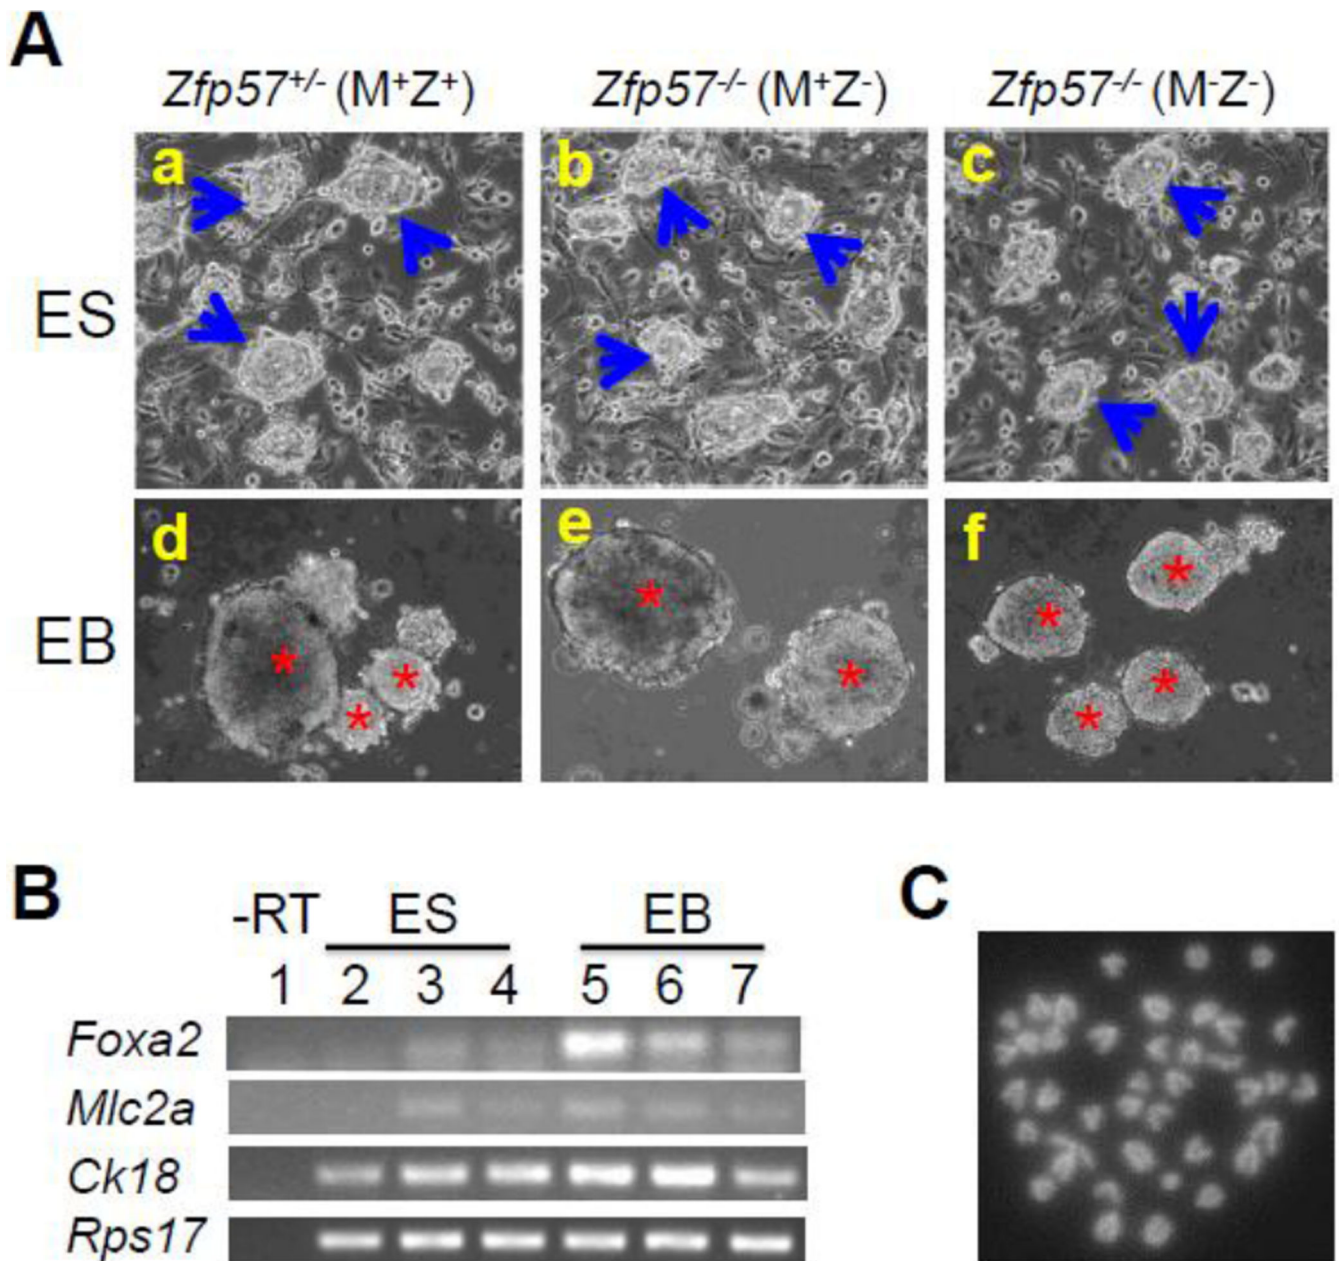 A
Zfp57+/- (M+Z+) Zfp57-/- (M+Z-) Zfp57-/- (M-Z-)
a b c
ES
d e f
* * * * * * * * *
EB
B C
-RT ES EB
1 2 3 4 5 6 7
Foxa2
Mlc2a
Ck18
Rps17